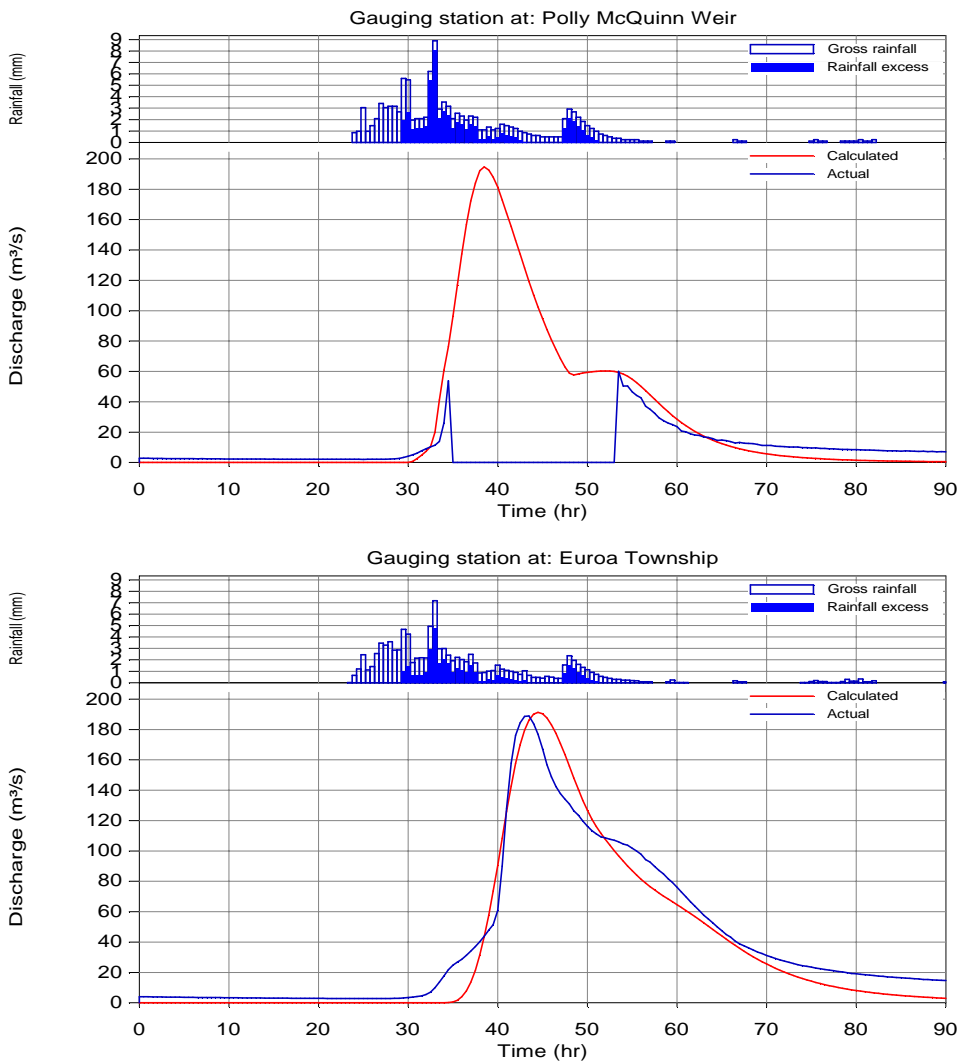 Gauging station at: Polly McQuinn Weir
Rainfall (mm)
9
8
7
6
5
4
3
2
1
0
Gross rainfall
Rainfall excess
Discharge (m³/s)
200
180
160
140
120
100
80
60
40
20
0
Calculated
Actual
0 10 20 30 40 50 60 70 80 90
Time (hr)
Gauging station at: Euroa Township
Rainfall (mm)
9
8
7
6
5
4
3
2
1
0
Gross rainfall
Rainfall excess
Discharge (m³/s)
200
180
160
140
120
100
80
60
40
20
0
Calculated
Actual
0 10 20 30 40 50 60 70 80 90
Time (hr)